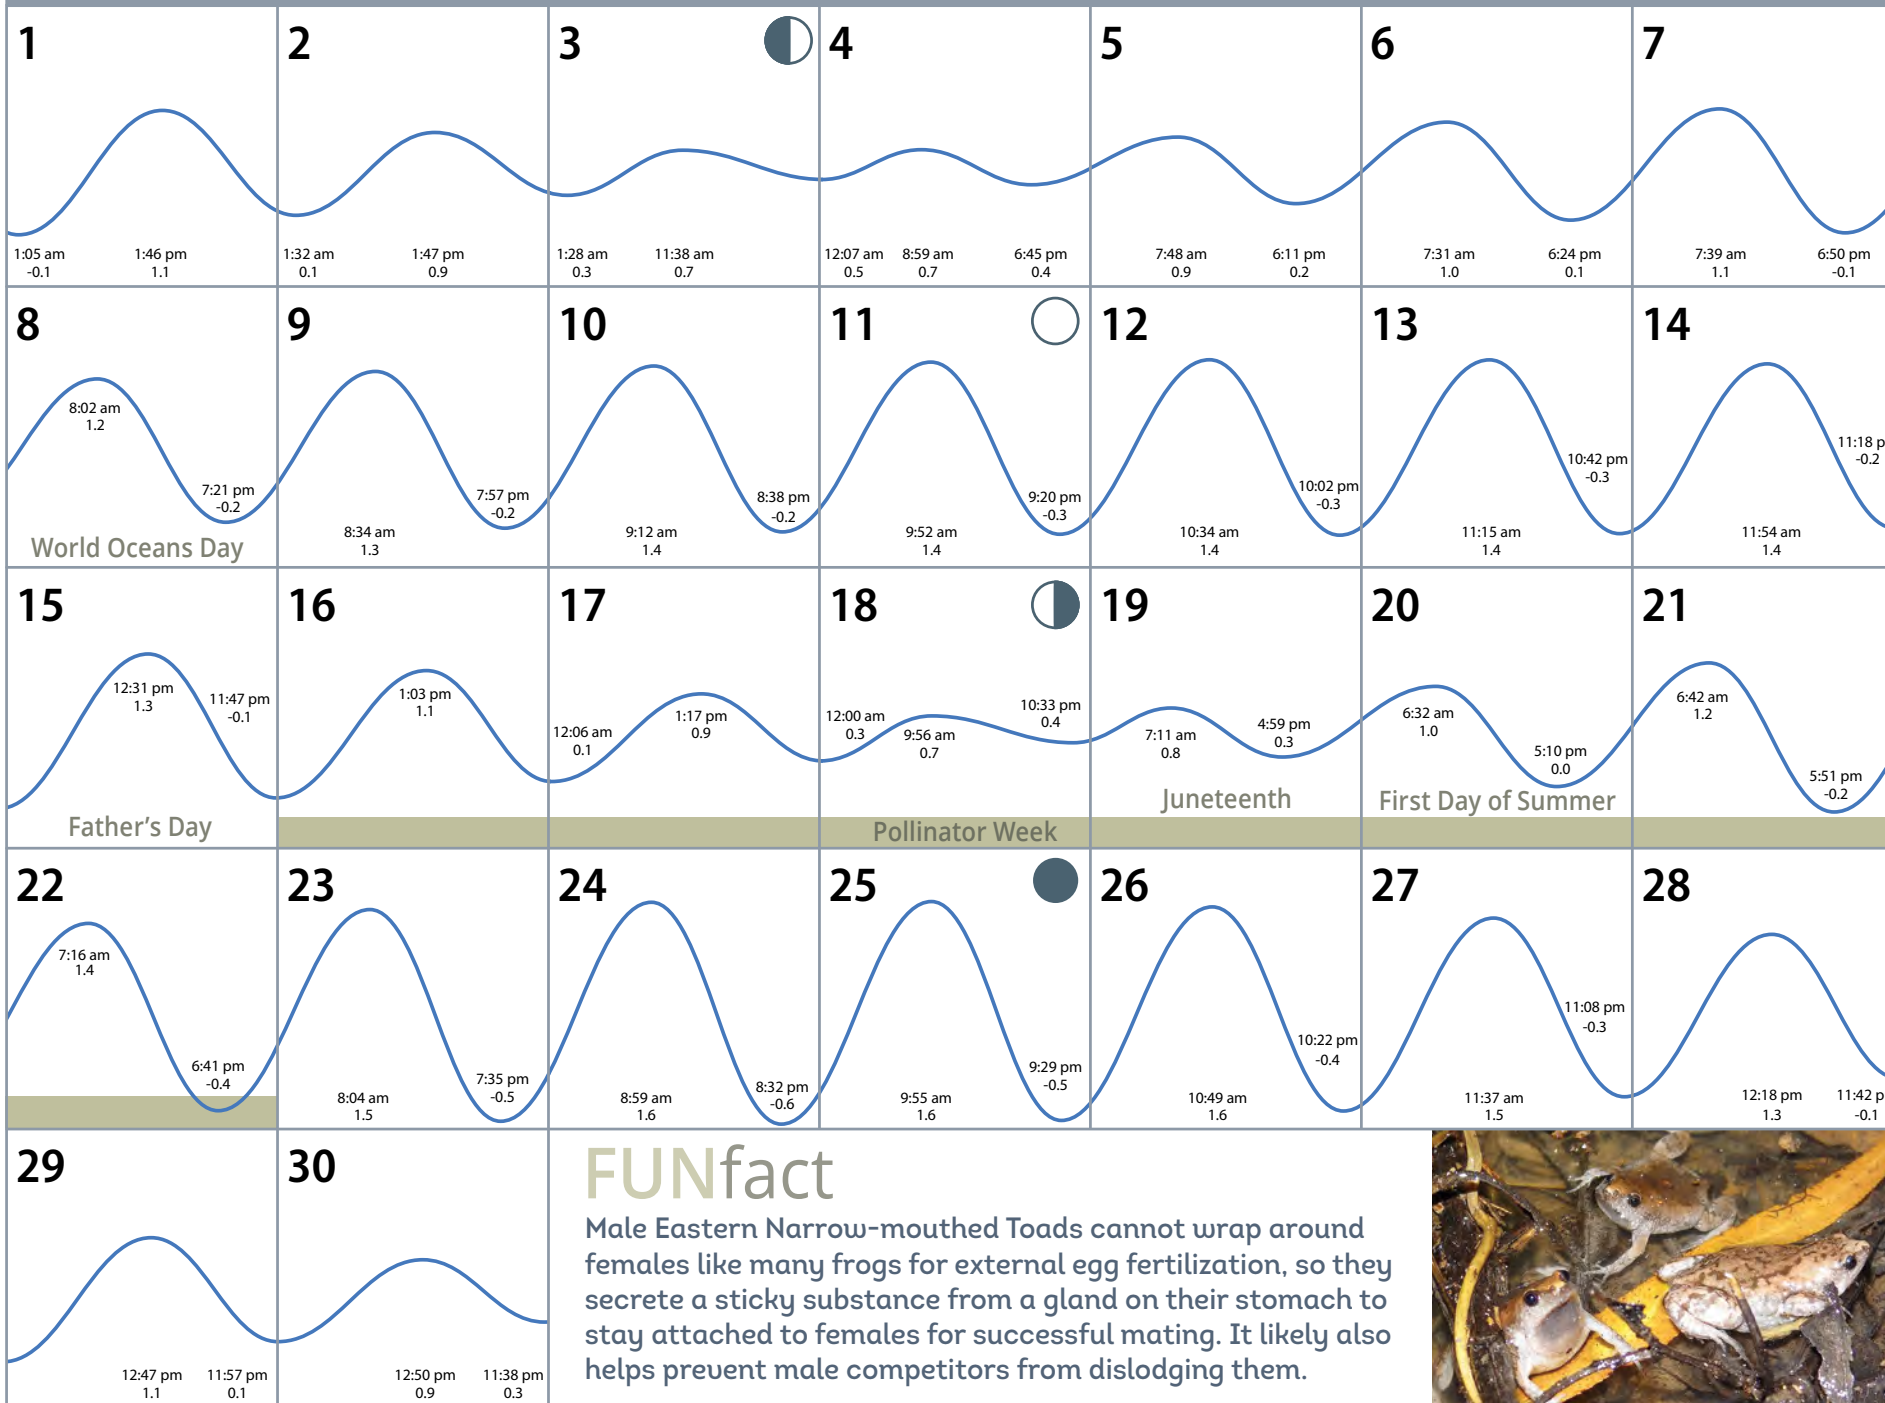 1
1:05 am
-0.1
1:46 pm
1.1
2
1:32 am
0.1
1:47 pm
0.9
3
1:28 am
0.3
11:38 am
0.7
4
12:07 am
0.5
8:59 am
0.7
6:45 pm
0.4
5
7:48 am
0.9
6:11 pm
0.2
6
7:31 am
1.0
6:24 pm
0.1
7
7:39 am
1.1
6:50 pm
-0.1
8
8:02 am
1.2
7:21 pm
-0.2
World Oceans Day
9
8:34 am
1.3
7:57 pm
-0.2
10
9:12 am
1.4
8:38 pm
-0.2
11
9:52 am
1.4
9:20 pm
-0.3
12
10:34 am
1.4
10:02 pm
-0.3
13
11:15 am
1.4
10:42 pm
-0.3
14
11:54 am
1.4
11:18 p
-0.2
15
12:31 pm
1.3
11:47 pm
-0.1
Father's Day
16
1:03 pm
1.1
17
12:06 am
0.1
1:17 pm
0.9
18
12:00 am
0.3
9:56 am
0.7
10:33 pm
0.4
Pollinator Week
19
7:11 am
0.8
4:59 pm
0.3
Juneteenth
20
6:32 am
1.0
5:10 pm
0.0
First Day of Summer
21
6:42 am
1.2
5:51 pm
-0.2
22
7:16 am
1.4
6:41 pm
-0.4
23
8:04 am
1.5
7:35 pm
-0.5
24
8:59 am
1.6
8:32 pm
-0.6
25
9:55 am
1.6
9:29 pm
-0.5
26
10:49 am
1.6
10:22 pm
-0.4
27
11:37 am
1.5
11:08 pm
-0.3
28
12:18 pm
1.3
11:42 p
-0.1
29
12:47 pm
1.1
11:57 pm
0.1
30
12:50 pm
0.9
11:38 pm
0.3
FUNfact
Male Eastern Narrow-mouthed Toads cannot wrap around
females like many frogs for external egg fertilization, so they
secrete a sticky substance from a gland on their stomach to
stay attached to females for successful mating. It likely also
helps prevent male competitors from dislodging them.